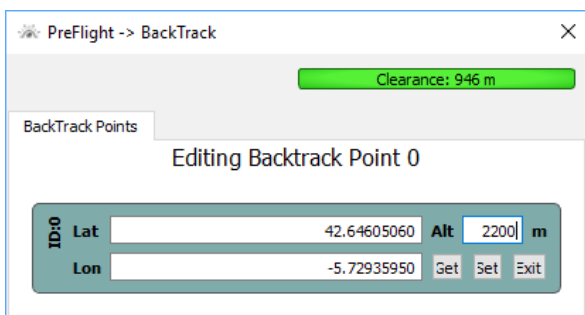 PreFlight -> BackTrack
Clearance: 946 m
BackTrack Points
Editing Backtrack Point 0
ID:0 Lat 42.64605060 Alt 2200 m
Lon -5.72935950 Get Set Exit